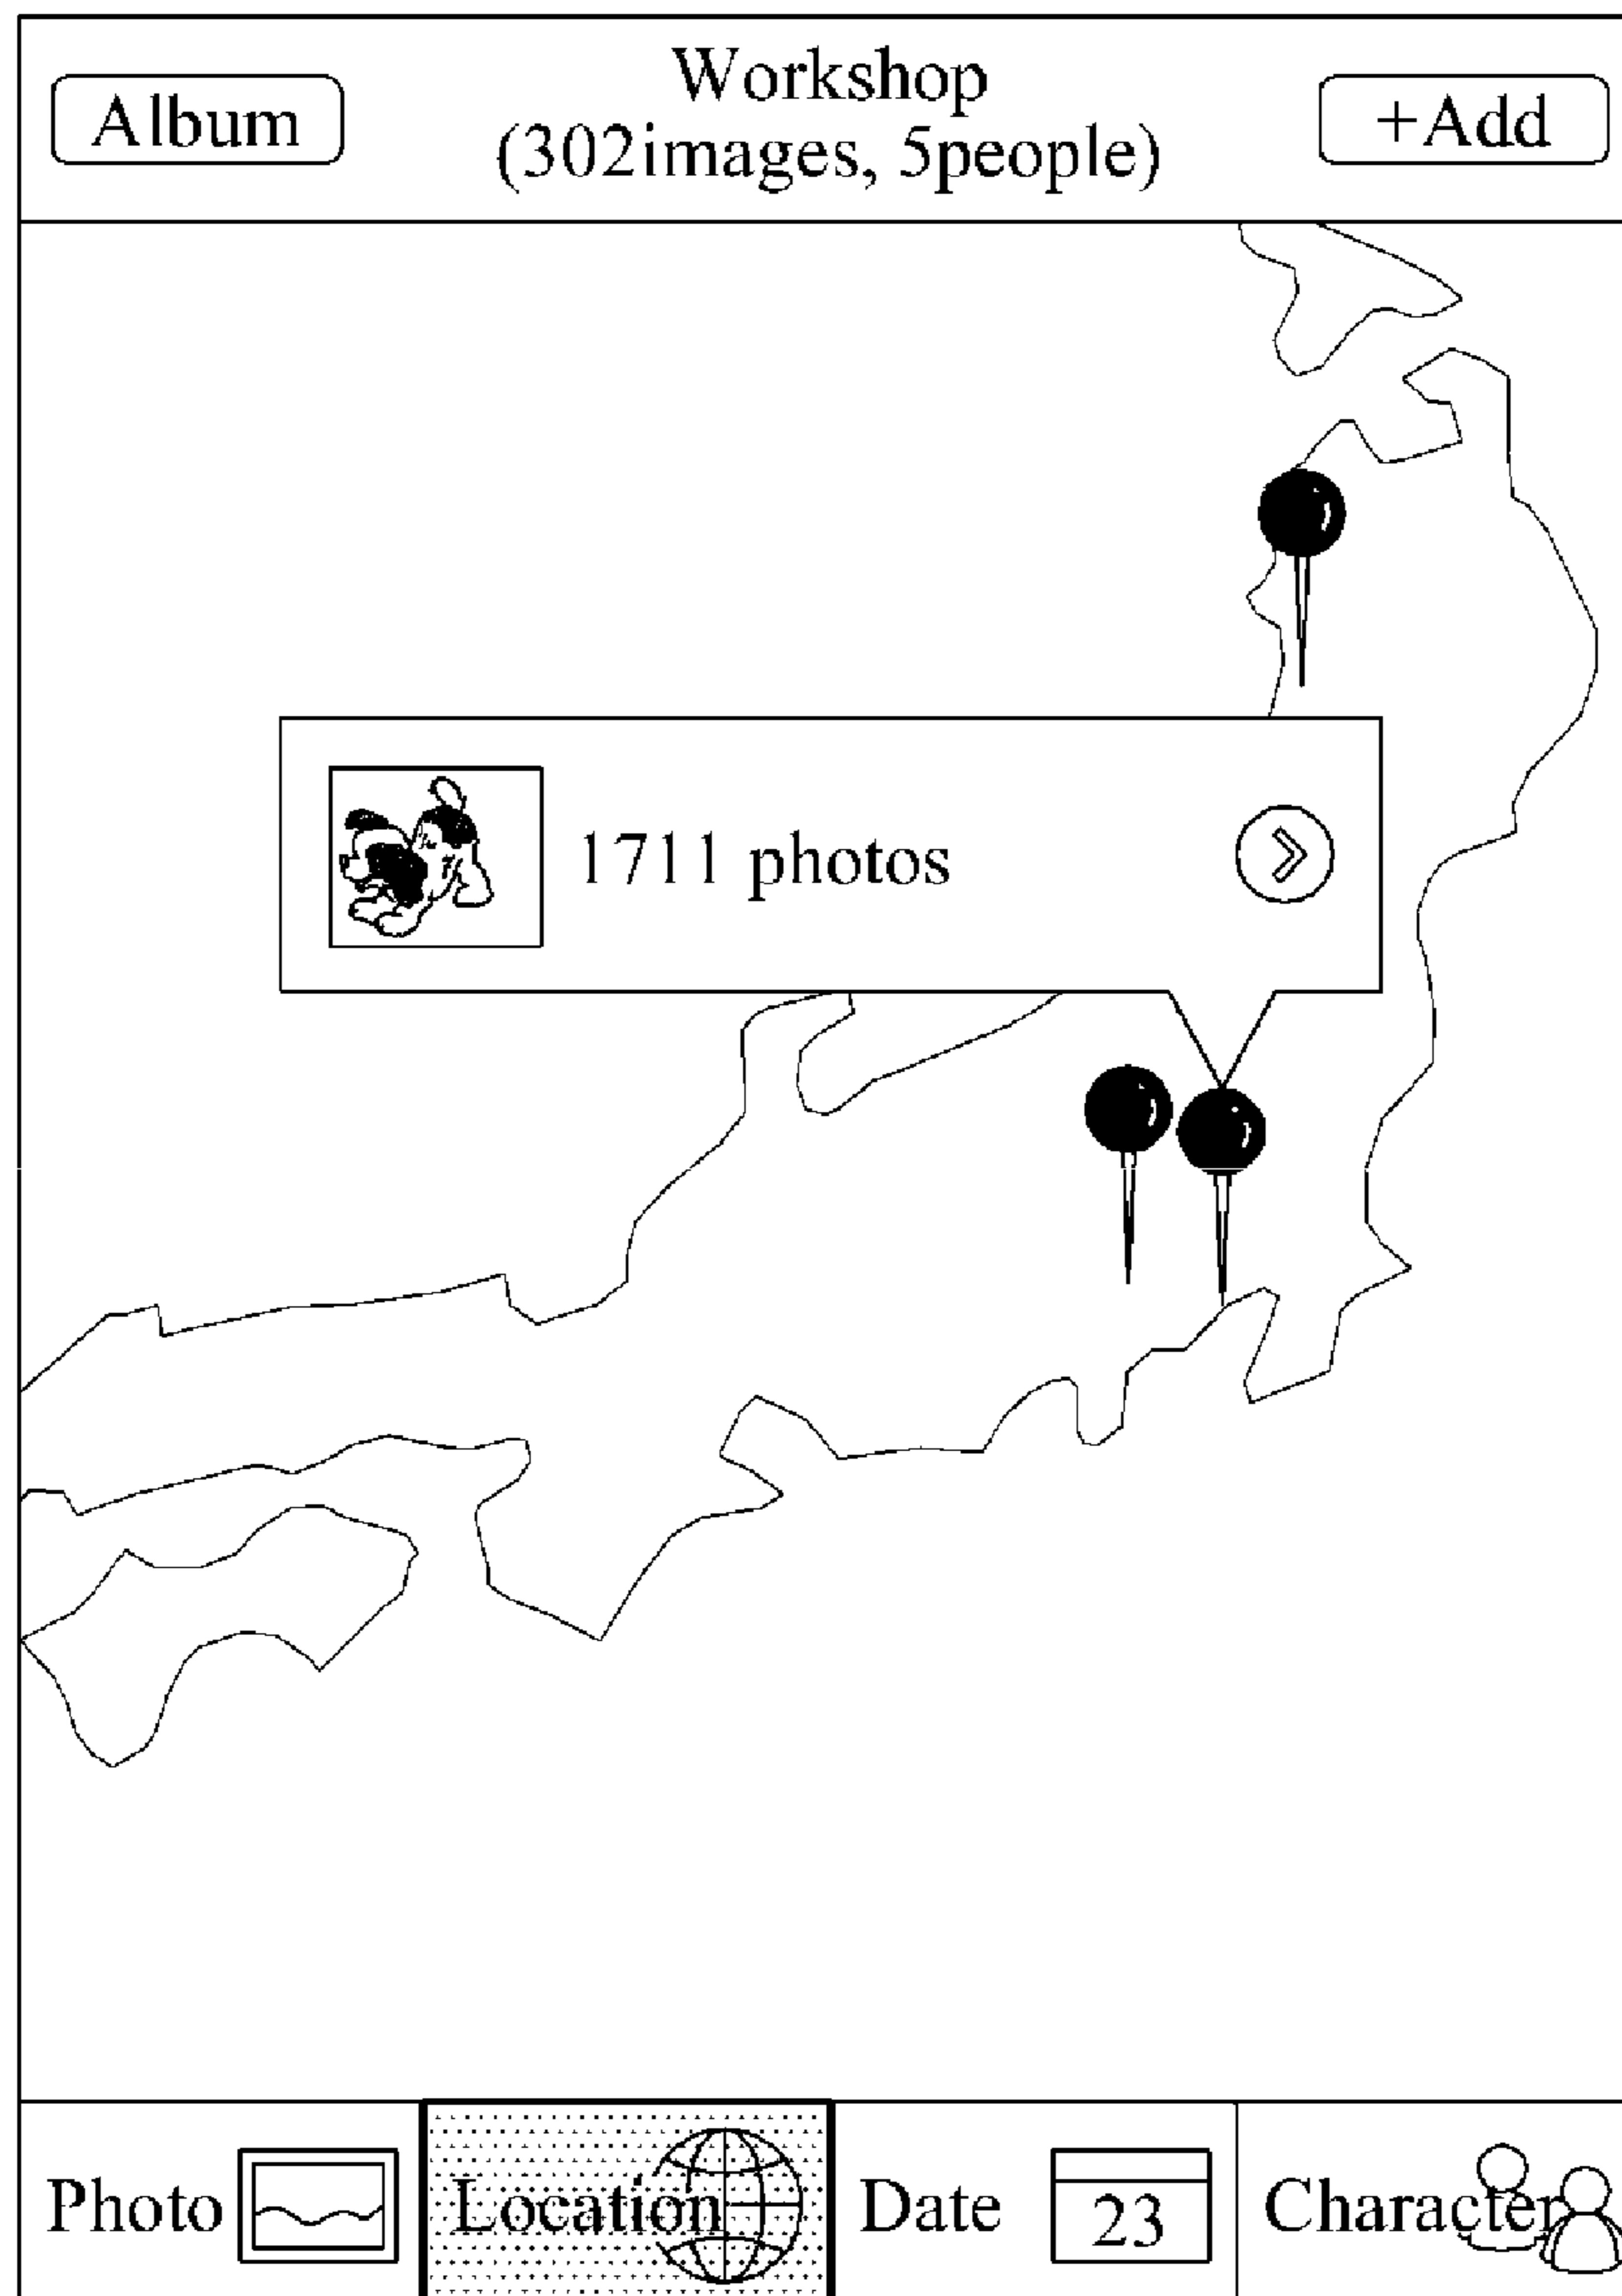 Album
Workshop
(302images, 5people)
+Add
1711 photos
Photo
Location
Date
23
Character